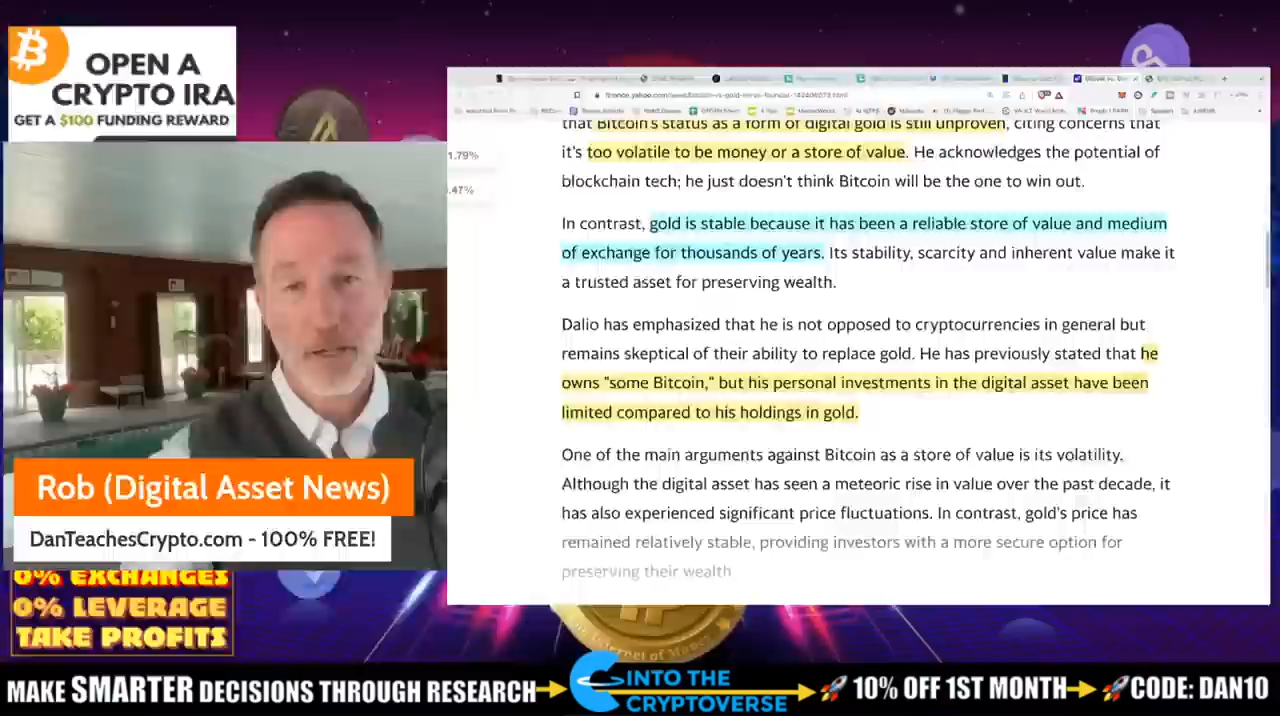 OPEN A
CRYPTO IRA
GET A $100 FUNDING REWARD
1.79%
.47%
that Bitcoin's status as a form of digital gold is still unproven, citing concerns that
it's too volatile to be money or a store of value. He acknowledges the potential of
blockchain tech; he just doesn't think Bitcoin will be the one to win out.
In contrast, gold is stable because it has been a reliable store of value and medium
of exchange for thousands of years. Its stability, scarcity and inherent value make it
a trusted asset for preserving wealth.
Dalio has emphasized that he is not opposed to cryptocurrencies in general but
remains skeptical of their ability to replace gold. He has previously stated that he
owns "some Bitcoin," but his personal investments in the digital asset have been
limited compared to his holdings in gold.
One of the main arguments against Bitcoin as a store of value is its volatility.
Although the digital asset has seen a meteoric rise in value over the past decade, it
has also experienced significant price fluctuations. In contrast, gold's price has
remained relatively stable, providing investors with a more secure option for
preserving their wealth
Rob (Digital Asset News)
DanTeachesCrypto.com - 100% FREE!
0% EXCHANGES
0% LEVERAGE
TAKE PROFITS
MAKE SMARTER DECISIONS THROUGH RESEARCH
INTO THE
CRYPTOVERSE
10% OFF 1ST MONTH
CODE: DAN10